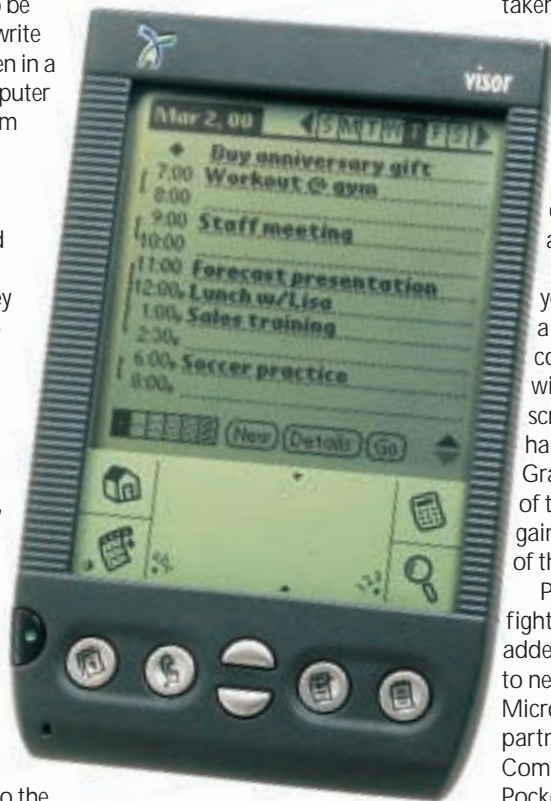 be
write
en in a
puter
m
d
ey
o the
visor
Mar 2, 00 S M T W T F S
Buy anniversary gift
7:00 Workout @ gym
8:00
9:00 Staff meeting
10:00
11:00 Forecast presentation
12:00 Lunch w/Lisa
1:00 Sales training
2:30
6:00 Soccer practice
8:00
New Details Go
123
taken
a
y
a
co
wi
scr
ha
Gra
of t
gain
of th
P
fight
adde
to ne
Micro
partn
Com
Pocke